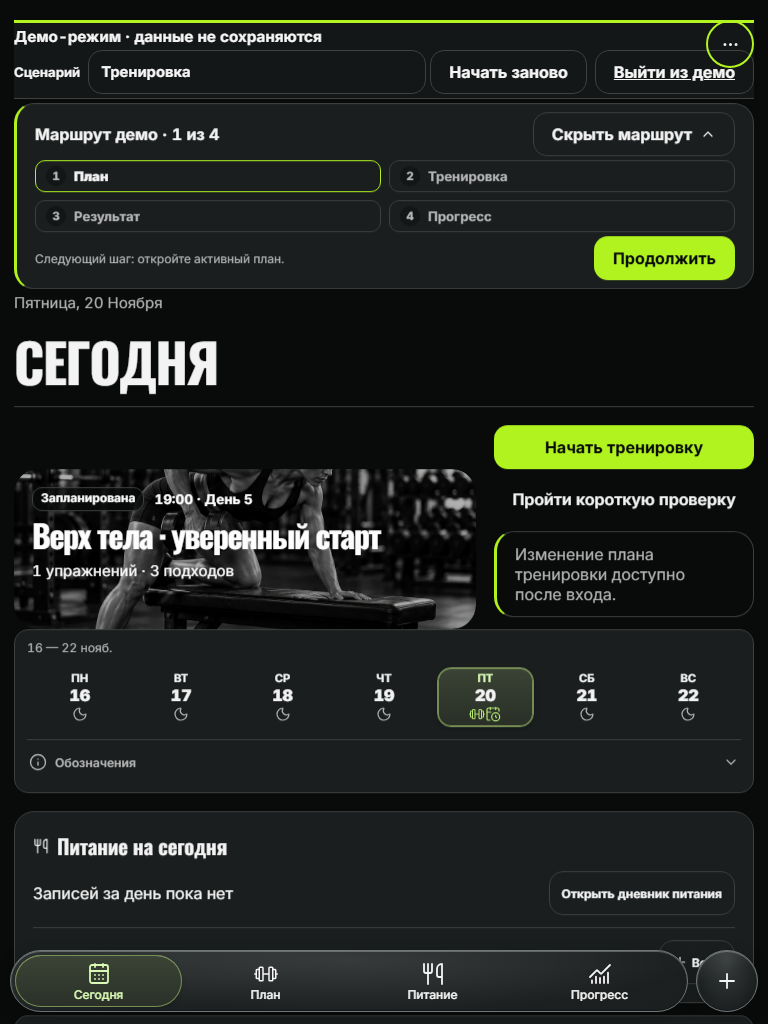 Демо-режим · данные не сохраняются
...
Сценарий
Тренировка
Начать заново
Выйти из демо
Маршрут демо · 1 из 4
Скрыть маршрут
1 План
2 Тренировка
3 Результат
4 Прогресс
Следующий шаг: откройте активный план.
Продолжить
Пятница, 20 Ноября
СЕГОДНЯ
Начать тренировку
Запланирована
19:00 · День 5
Верх тела · уверенный старт
1 упражнений · 3 подходов
Пройти короткую проверку
Изменение плана
тренировки доступно
после входа.
16 — 22 нояб.
ПН ВТ СР ЧТ ПТ СБ ВС
16 17 18 19 20 21 22
Обозначения
Питание на сегодня
Записей за день пока нет
Открыть дневник питания
Сегодня
План
Питание
Прогресс
+